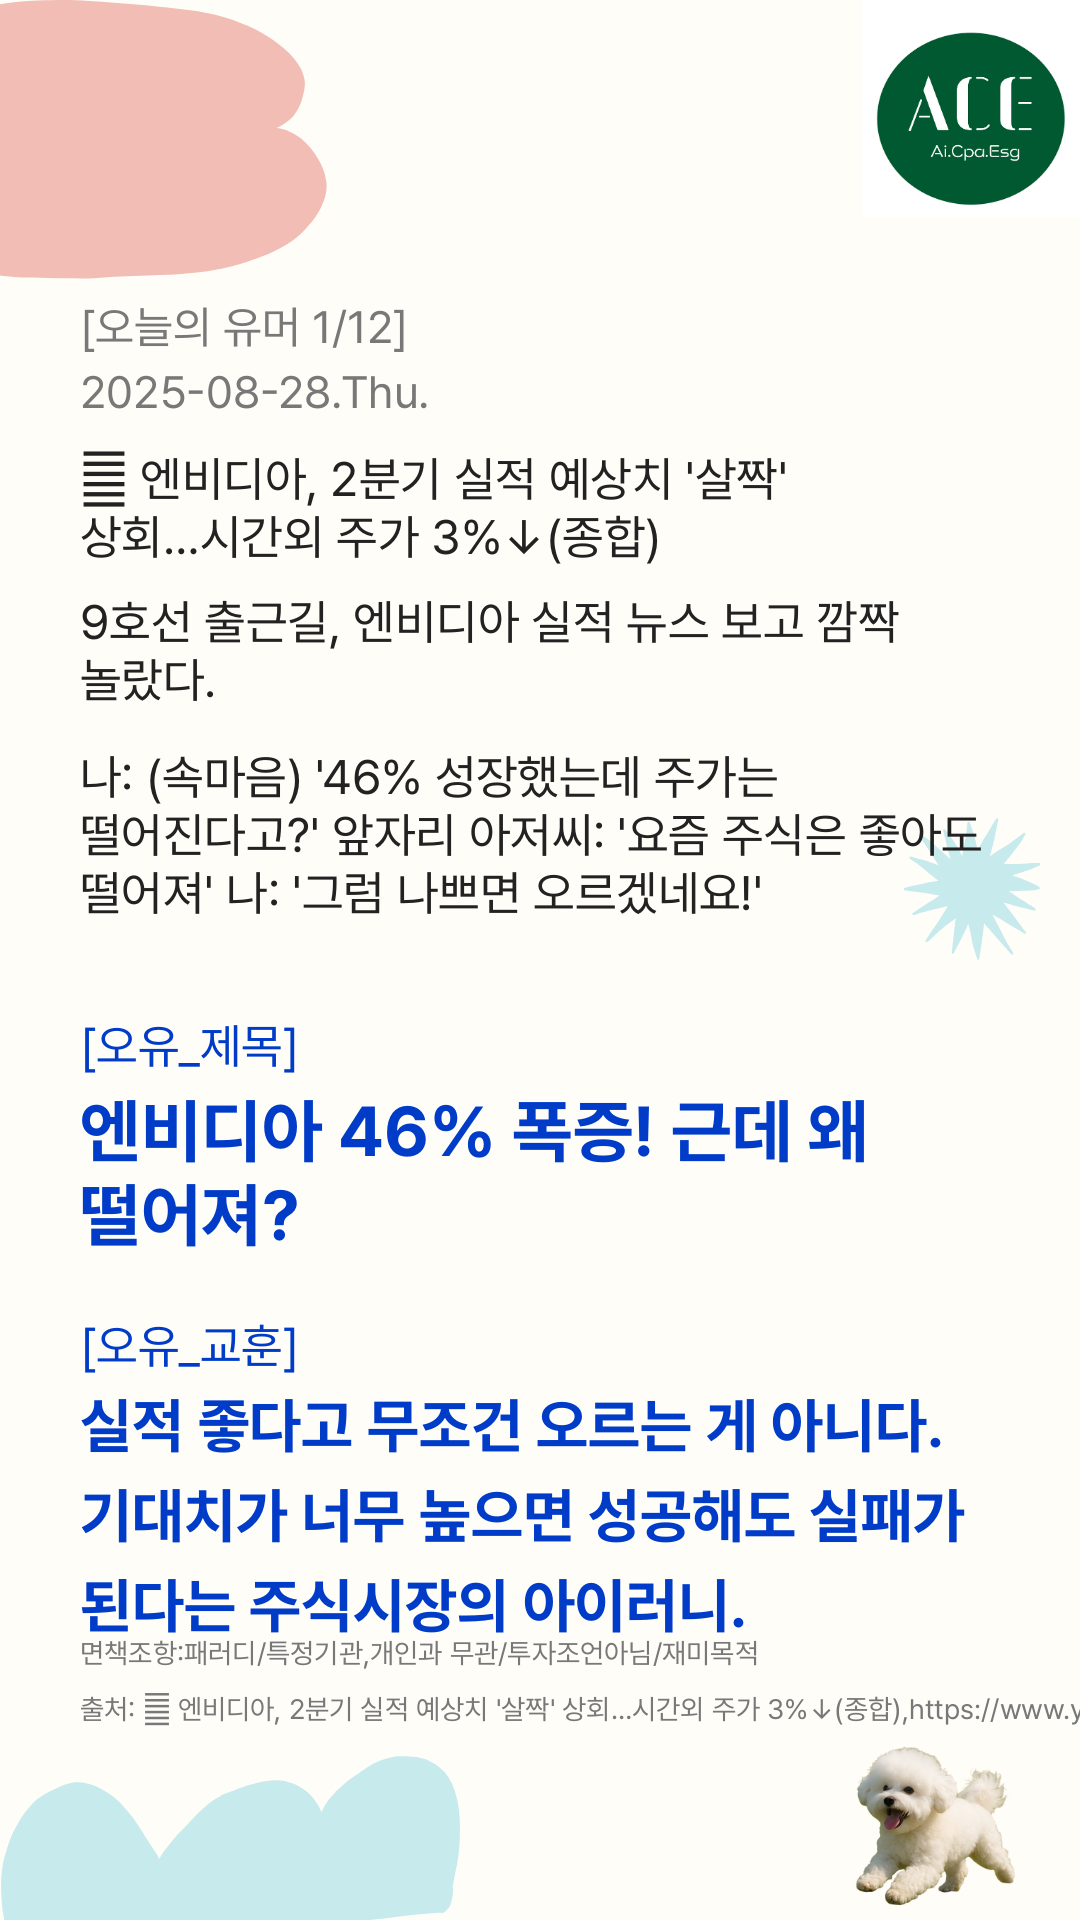 ACE
Ai.Cpa.Esg
[오늘의 유머 1/12]
2025-08-28.Thu.
䷀ 엔비디아, 2분기 실적 예상치 '살짝'
상회…시간외 주가 3%↓(종합)
9호선 출근길, 엔비디아 실적 뉴스 보고 깜짝
놀랐다.
나: (속마음) '46% 성장했는데 주가는
떨어진다고?' 앞자리 아저씨: '요즘 주식은 좋아도
떨어져' 나: '그럼 나쁘면 오르겠네요!'
[오유_제목]
엔비디아 46% 폭증! 근데 왜
떨어져?
[오유_교훈]
실적 좋다고 무조건 오르는 게 아니다.
기대치가 너무 높으면 성공해도 실패가
된다는 주식시장의 아이러니.
면책조항:패러디/특정기관,개인과 무관/투자조언아님/재미목적
출처: ䷀ 엔비디아, 2분기 실적 예상치 '살짝' 상회…시간외 주가 3%↓(종합),https://www.y